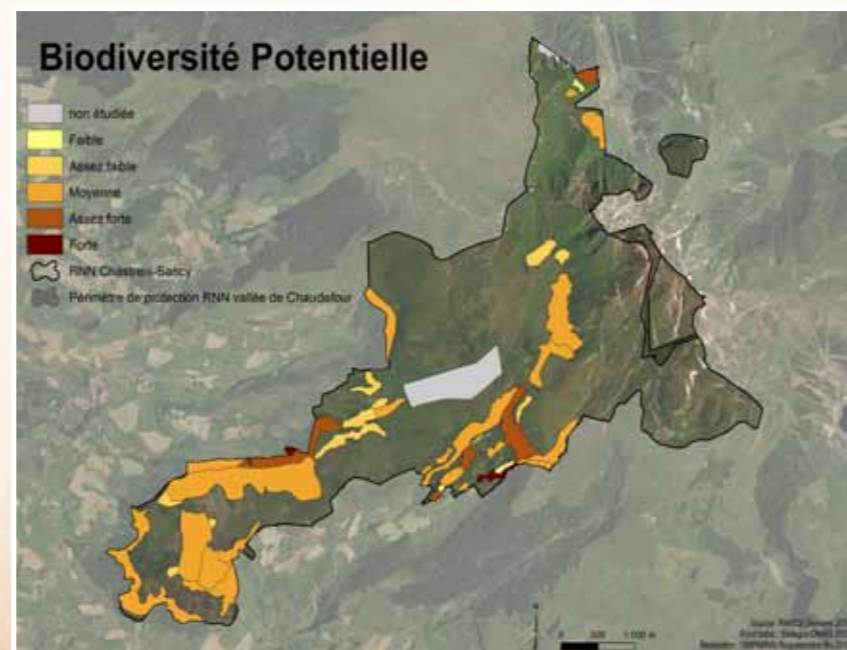 Biodiversité Potentielle
non étudiée
Faible
Assez faible
Moyenne
Assez forte
Forte
RNN Chastreix-Sancy
Périmètre de protection RNN vallée de Chaudefour
0 500 1 000 m